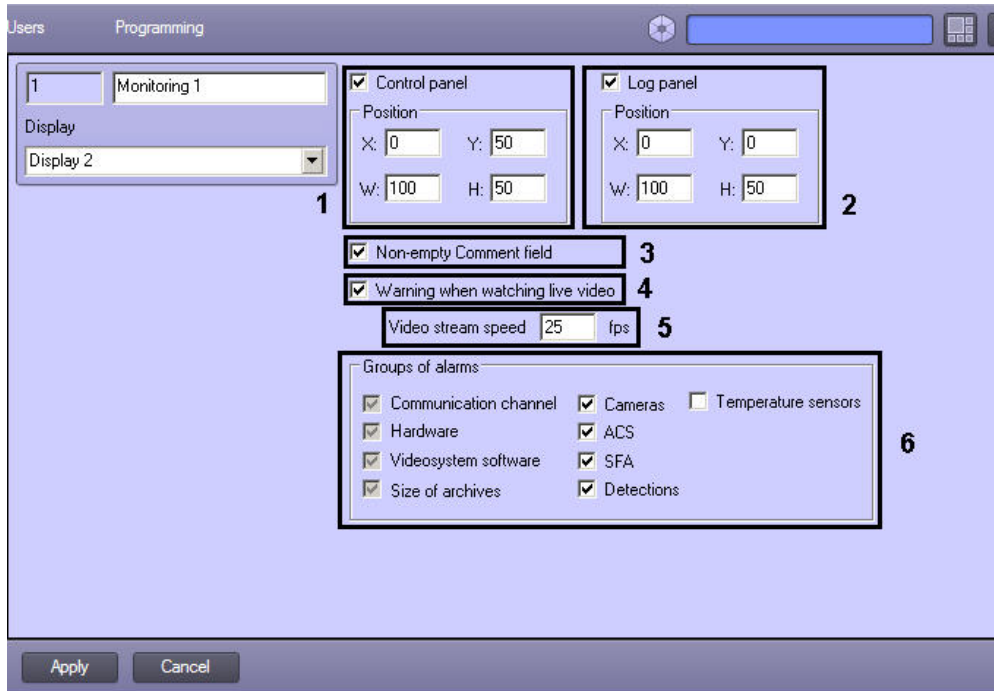 Users Programming
1 Monitoring 1
Display
Display 2
1
Control panel
Position
X: 0 Y: 50
W: 100 H: 50
Log panel
Position
X: 0 Y: 0
W: 100 H: 50
2
Non-empty Comment field 3
Warning when watching live video 4
Video stream speed 25 fps 5
Groups of alarms
Communication channel Cameras Temperature sensors
Hardware ACS
Videosystem software SFA
Size of archives Detections
6
Apply Cancel